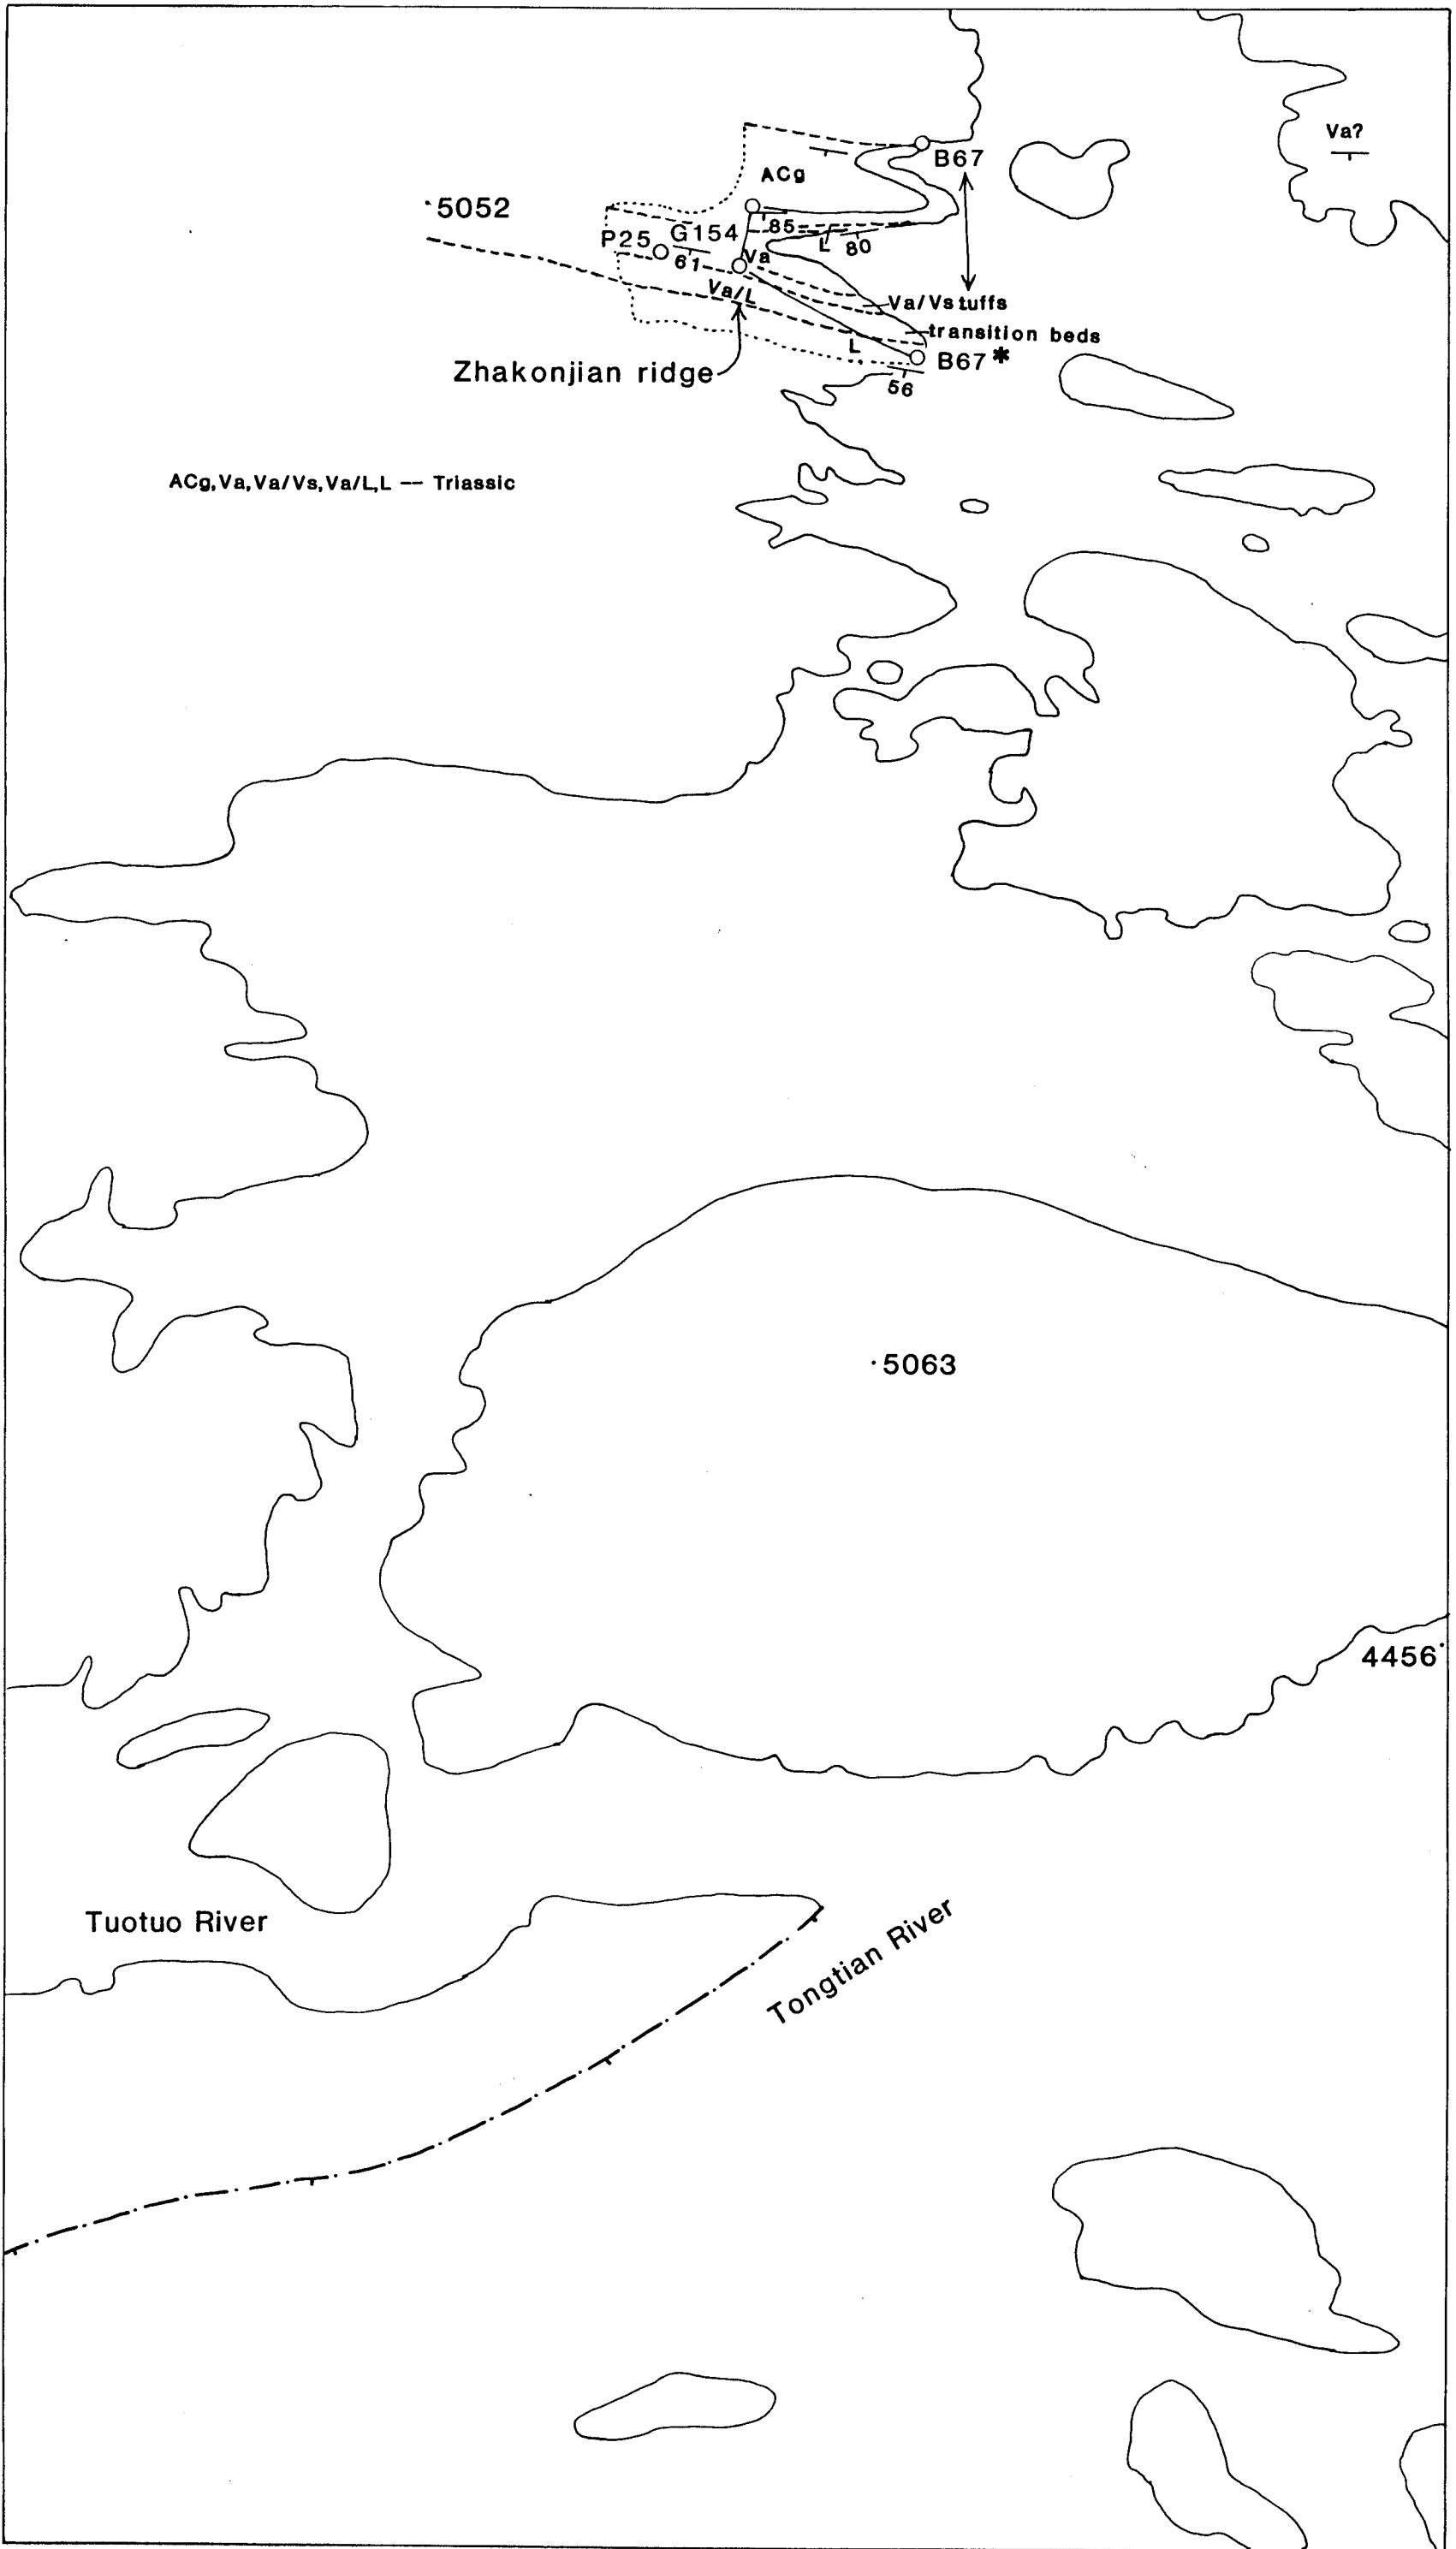 Va?
B67
ACg
5052
85
G154
P25
L
80
Va
61
Va/L
Va/Vs tuffs
transition beds
L
B67*
Zhakonjian ridge
56
ACg,Va,Va/Vs,Va/L,L — Triassic
5063
4456
Tuotuo River
Tongtian River